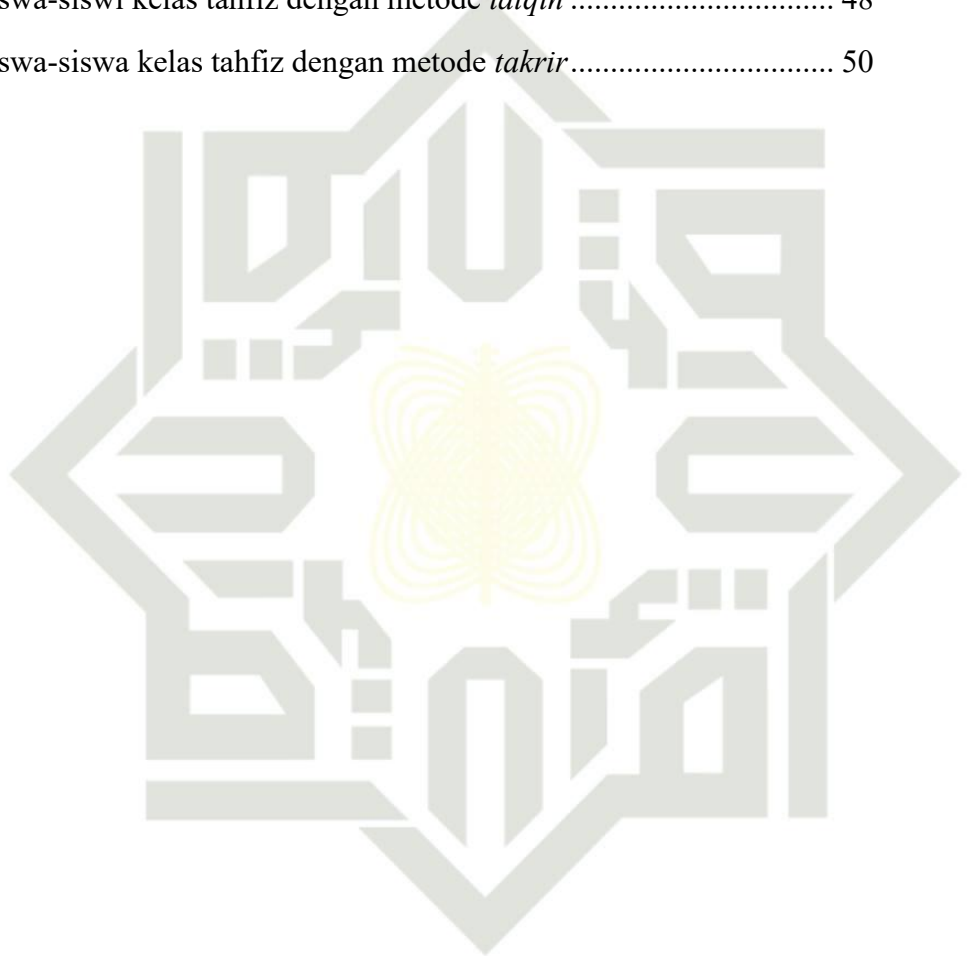 swa-siswi kelas tahfiz dengan metode talqin ................................. 48
swa-siswa kelas tahfiz dengan metode takrir ................................. 50